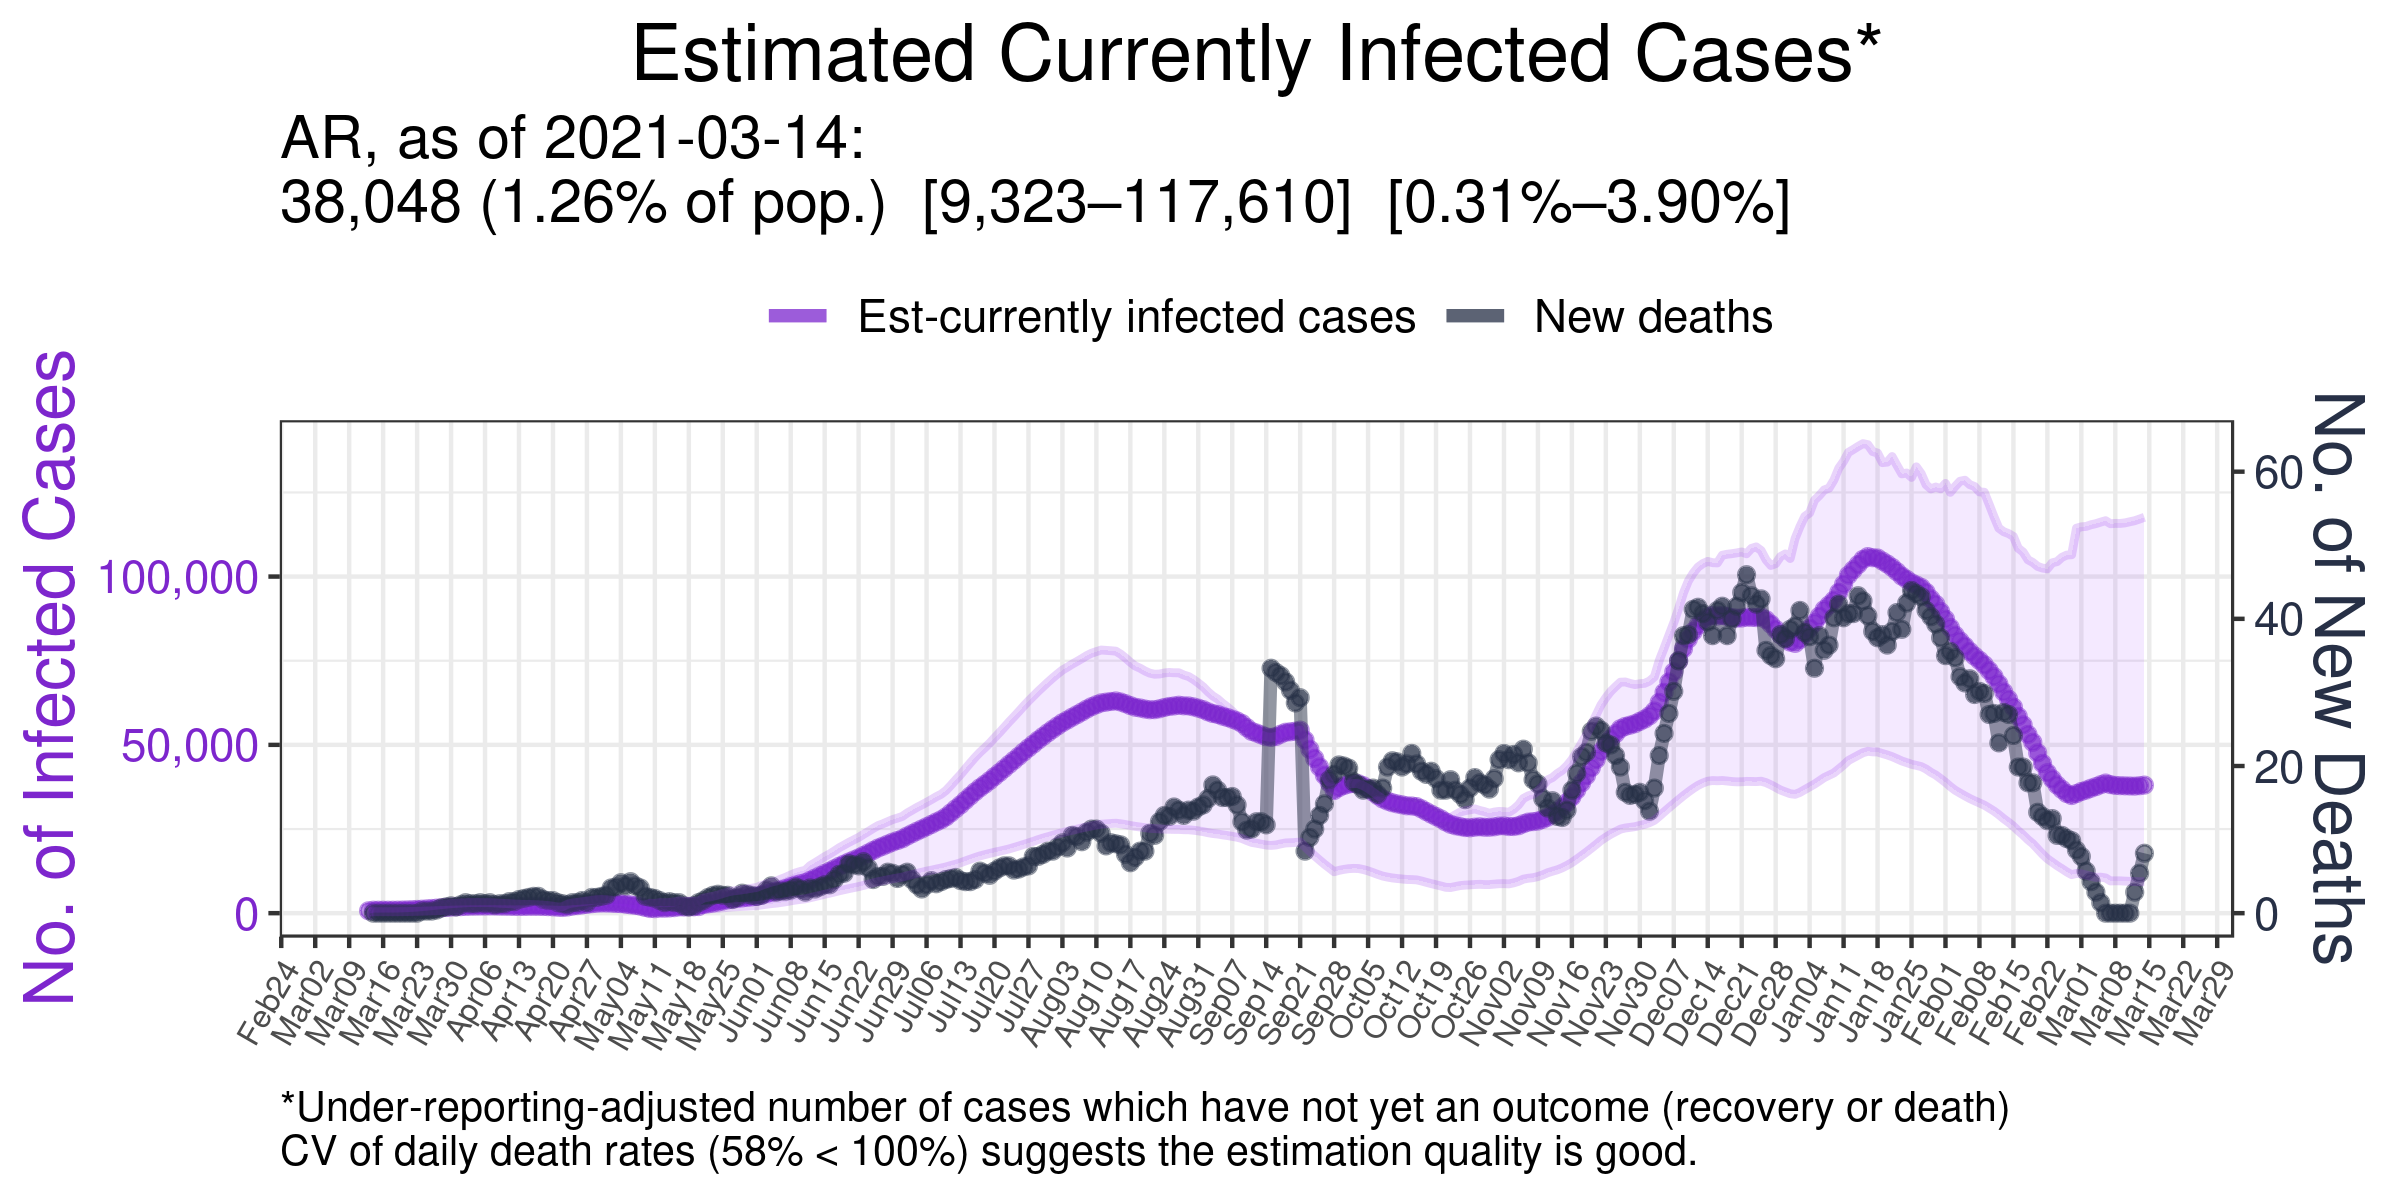 Estimated Currently Infected Cases*
AR, as of 2021-03-14:
38,048 (1.26% of pop.) [9,323–117,610] [0.31%–3.90%]
Est-currently infected cases
New deaths
No. of Infected Cases
100,000
50,000
0
60
40
20
0
No. of New Deaths
Feb24
Mar02
Mar09
Mar16
Mar23
Mar30
Apr06
Apr13
Apr20
Apr27
May04
May11
May18
May25
Jun01
Jun08
Jun15
Jun22
Jun29
Jul06
Jul13
Jul20
Jul27
Aug03
Aug10
Aug17
Aug24
Aug31
Sep07
Sep14
Sep21
Sep28
Oct05
Oct12
Oct19
Oct26
Nov02
Nov09
Nov16
Nov23
Nov30
Dec07
Dec14
Dec21
Dec28
Jan04
Jan11
Jan18
Jan25
Feb01
Feb08
Feb15
Feb22
Mar01
Mar08
Mar15
Mar22
Mar29
*Under-reporting-adjusted number of cases which have not yet an outcome (recovery or death)
CV of daily death rates (58% < 100%) suggests the estimation quality is good.